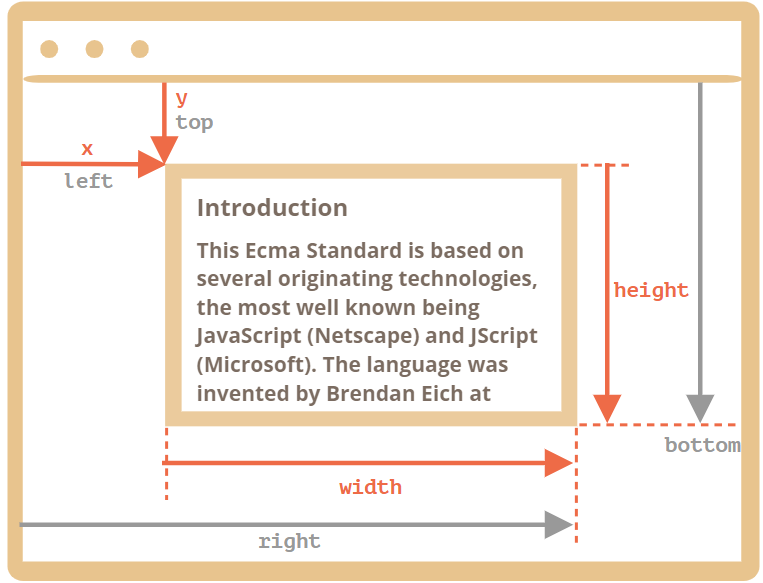 y
top
x
left
Introduction
This Ecma Standard is based on
several originating technologies,
the most well known being
JavaScript (Netscape) and JScript
(Microsoft). The language was
invented by Brendan Eich at
height
bottom
width
right